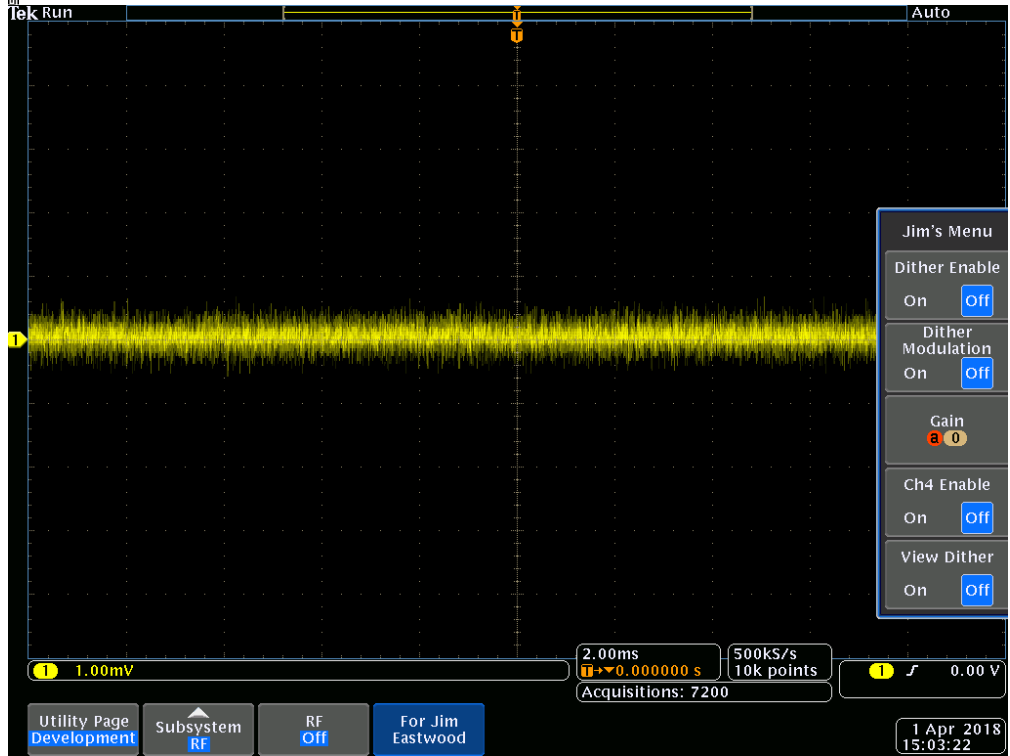 Tek Run
T
Auto
T
1
Jim's Menu
Dither Enable
On Off
Dither
Modulation
On Off
Gain
a 0
Ch4 Enable
On Off
View Dither
On Off
1 1.00mV
2.00ms
T→▼0.000000 s
500kS/s
10k points
Acquisitions: 7200
1 0.00 V
Utility Page
Development
Subsystem
RF
RF
Off
For Jim
Eastwood
1 Apr 2018
15:03:22